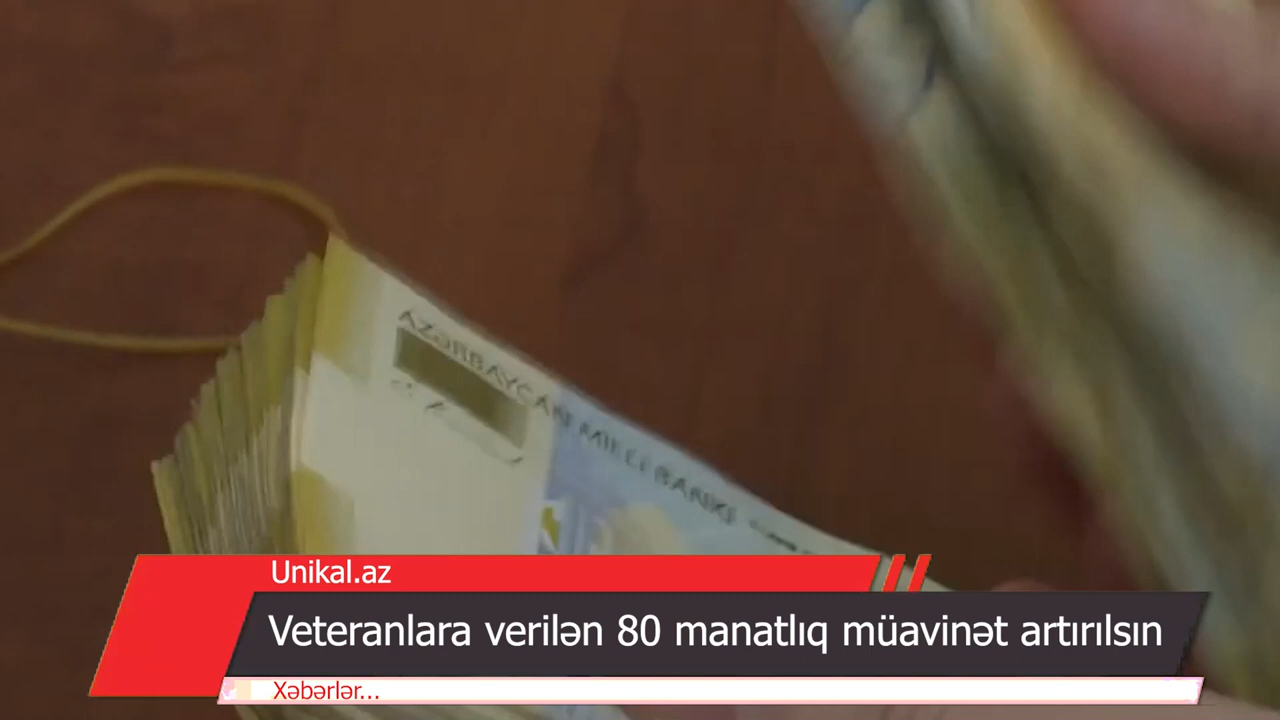 AZƏRBAYCAN MİLLİ BANKI
Unikal.az
Veteranlara verilən 80 manatlıq müavinət artırılsın
Xəbərlər...